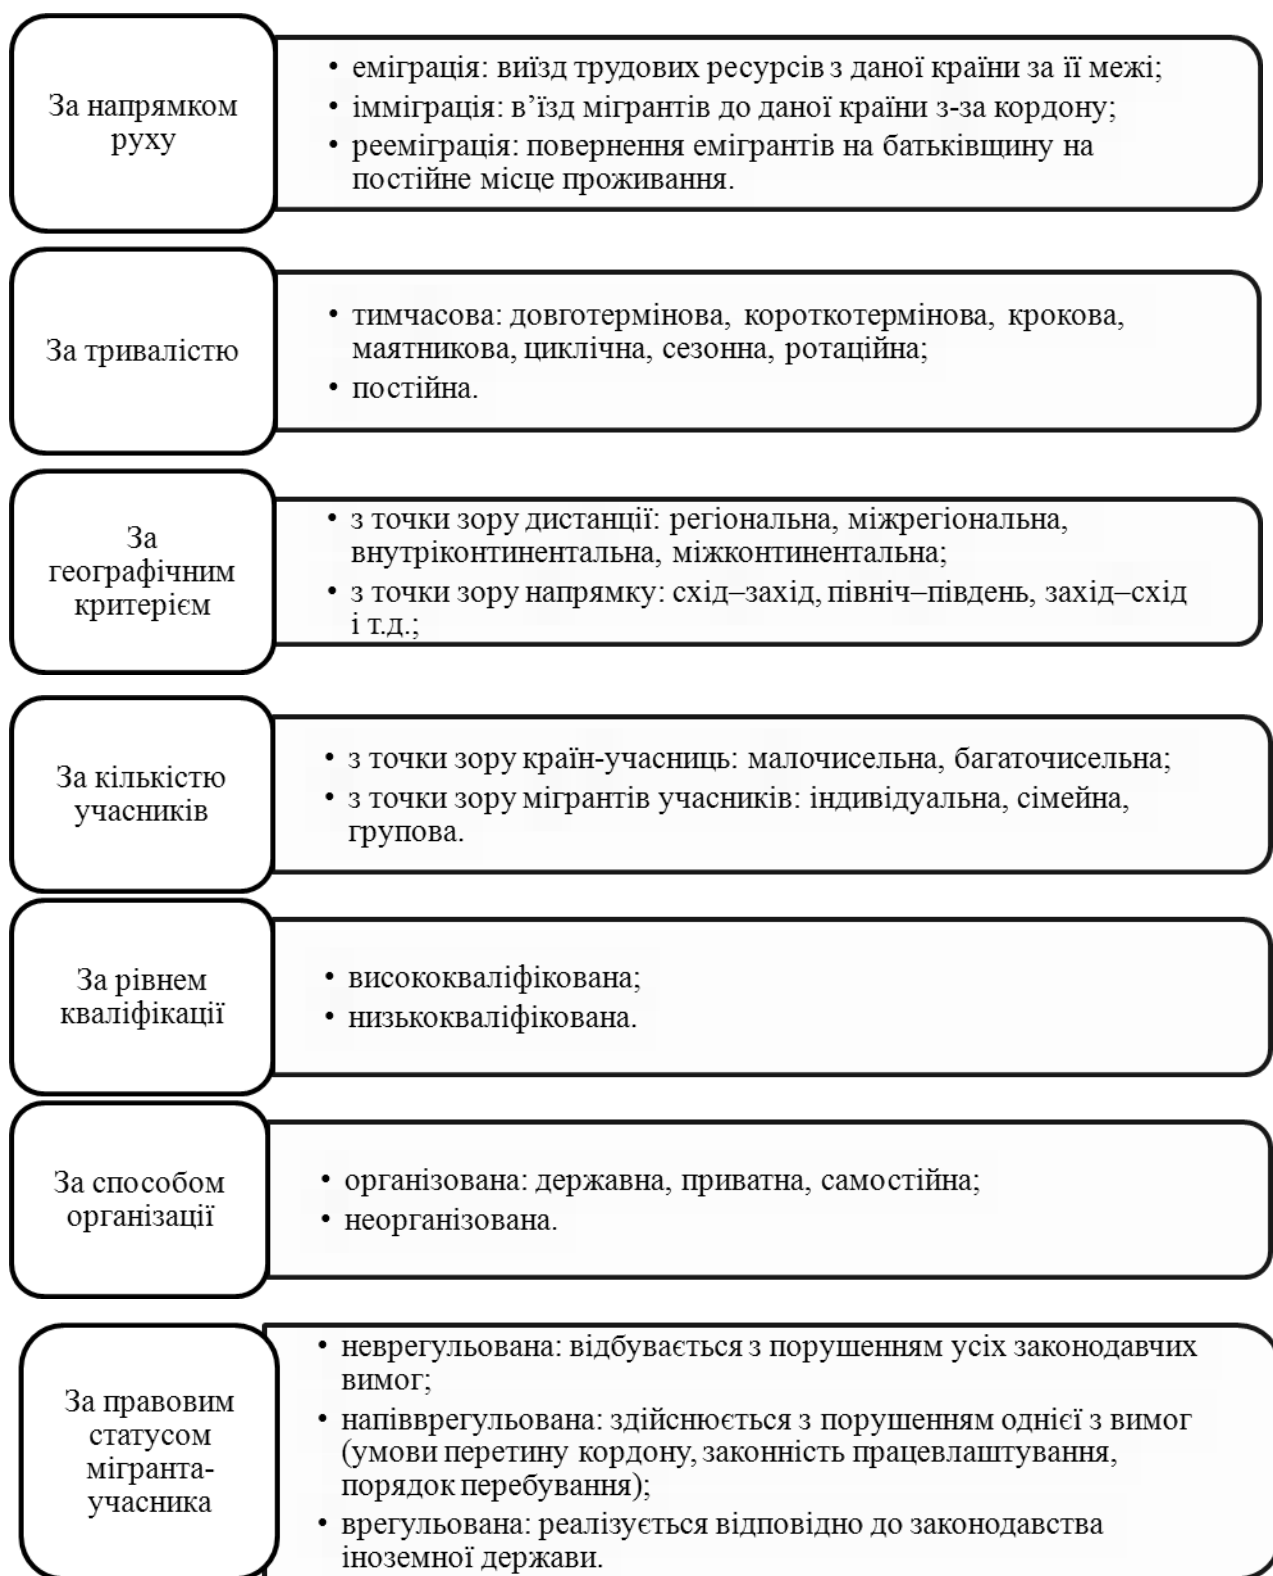 За напрямком
руху
• еміграція: виїзд трудових ресурсів з даної країни за її межі;
• імміграція: в’їзд мігрантів до даної країни з-за кордону;
• рееміграція: повернення емігрантів на батьківщину на
постійне місце проживання.
За тривалістю
• тимчасова: довготермінова, короткотермінова, крокова,
маятникова, циклічна, сезонна, ротаційна;
• постійна.
За
географічним
критерієм
• з точки зору дистанції: регіональна, міжрегіональна,
внутріконтинентальна, міжконтинентальна;
• з точки зору напрямку: схід–захід, північ–південь, захід–схід
і т.д.;
За кількістю
учасників
• з точки зору країн-учасниць: малочисельна, багаточисельна;
• з точки зору мігрантів учасників: індивідуальна, сімейна,
групова.
За рівнем
кваліфікації
• висококваліфікована;
• низькокваліфікована.
За способом
організації
• організована: державна, приватна, самостійна;
• неорганізована.
За правовим
статусом
мігранта-
учасника
• неврегульована: відбувається з порушенням усіх законодавчих
вимог;
• напівврегульована: здійснюється з порушенням однієї з вимог
(умови перетину кордону, законність працевлаштування,
порядок перебування);
• врегульована: реалізується відповідно до законодавства
іноземної держави.